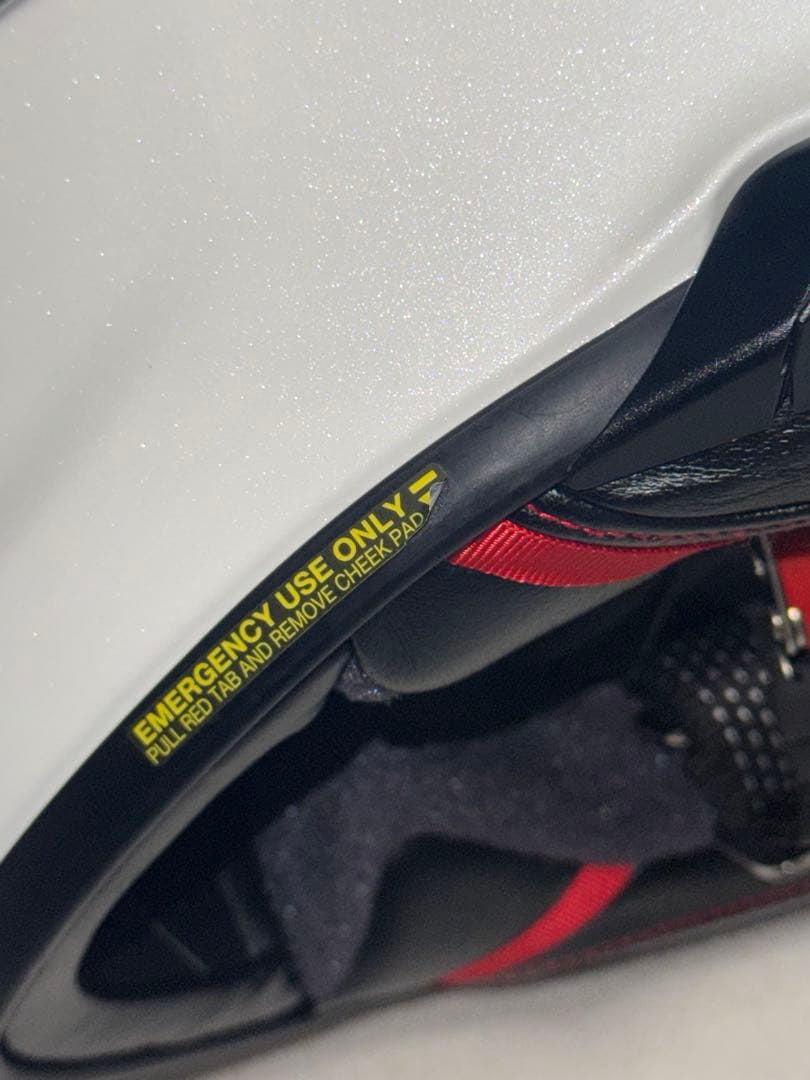 EMERGENCY USE ONLY
PULL RED TAB AND REMOVE CHEEK PAD